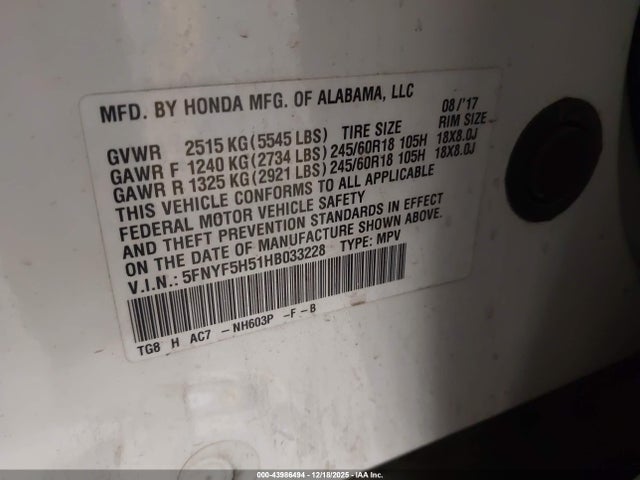 MFD. BY HONDA MFG. OF ALABAMA, LLC 08/'17
GVWR 2515 KG(5545 LBS) TIRE SIZE RIM SIZE
GAWR F 1240 KG(2734 LBS) 245/60R18 105H 18X8.0J
GAWR R 1325 KG(2921 LBS) 245/60R18 105H 18X8.0J
THIS VEHICLE CONFORMS TO ALL APPLICABLE
FEDERAL MOTOR VEHICLE SAFETY
AND THEFT PREVENTION STANDARDS IN EFFECT
ON THE DATE OF MANUFACTURE SHOWN ABOVE.
V.I.N.: 5FNYF5H51HB033228 TYPE: MPV
TG8 H AC7 -NH603P -F-B
000-43986494 - 12/18/2025 - IAA Inc.